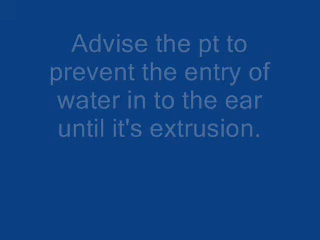 Advise the pt to
prevent the entry of
water in to the ear
until it's extrusion.